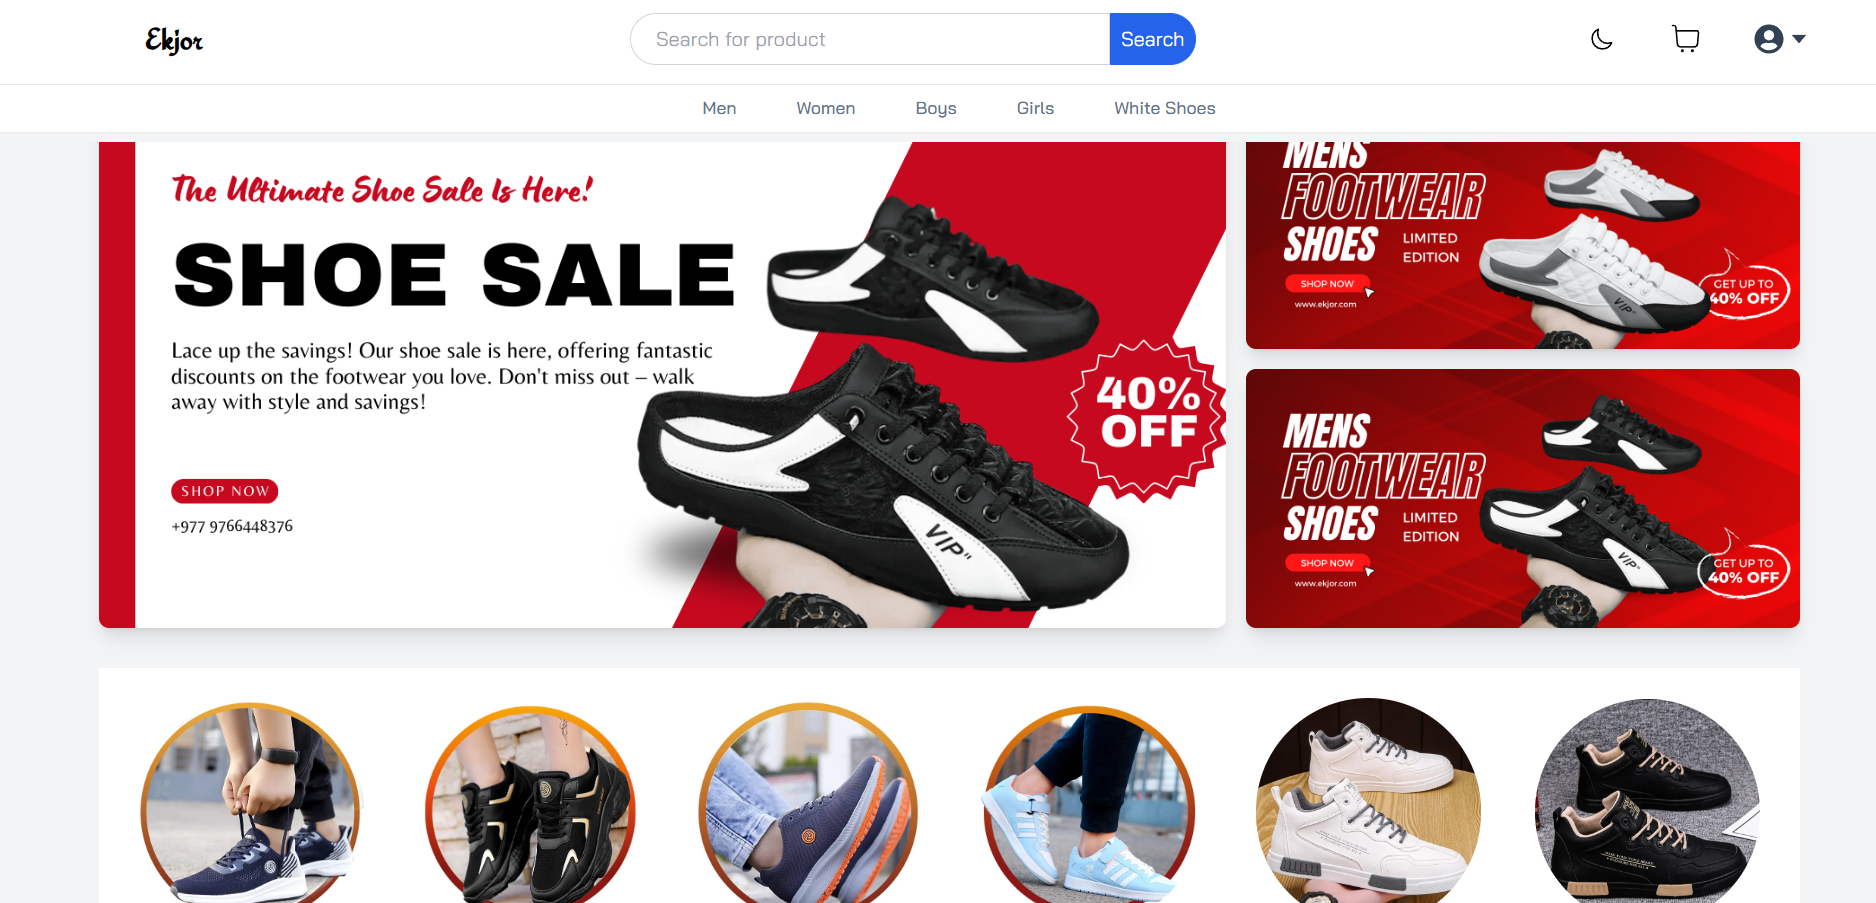 Ekjor
Search for product
Search
Men
Women
Boys
Girls
White Shoes
The Ultimate Shoe Sale Is Here!
SHOE SALE
Lace up the savings! Our shoe sale is here, offering fantastic
discounts on the footwear you love. Don't miss out – walk
away with style and savings!
SHOP NOW
+977 9766448376
40%
OFF
VIP"
MENS
FOOTWEAR
SHOES
LIMITED
EDITION
SHOP NOW
www.ekjor.com
GET UP TO
40% OFF
VIP"
MENS
FOOTWEAR
SHOES
LIMITED
EDITION
SHOP NOW
www.ekjor.com
GET UP TO
40% OFF
VIP"